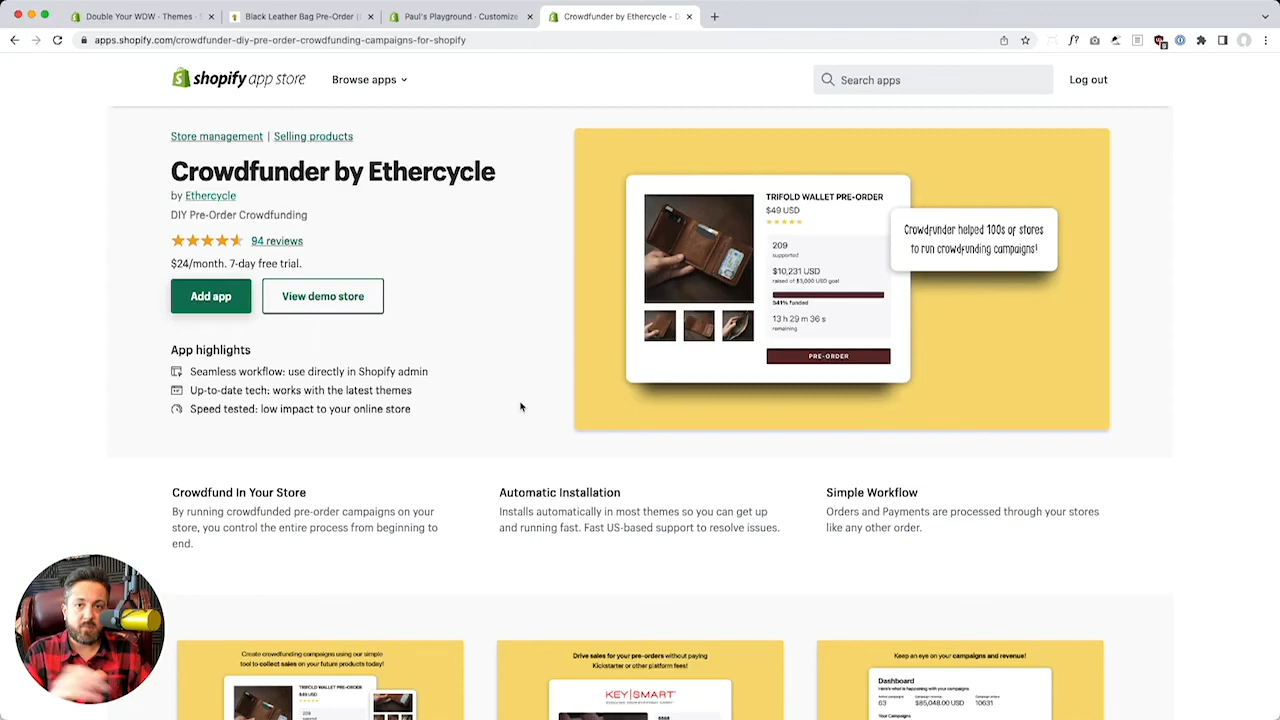 Double Your WDW · Themes · S
Black Leather Bag Pre-Order (
Paul's Playground · Customize
Crowdfunder by Ethercycle – D
apps.shopify.com/crowdfunder-diy-pre-order-crowdfunding-campaigns-for-shopify
shopify app store
Browse apps
Search apps
Log out
Store management | Selling products
Crowdfunder by Ethercycle
by Ethercycle
DIY Pre-Order Crowdfunding
94 reviews
$24/month. 7-day free trial.
Add app
View demo store
App highlights
Seamless workflow: use directly in Shopify admin
Up-to-date tech: works with the latest themes
Speed tested: low impact to your online store
TRIFOLD WALLET PRE-ORDER
$49 USD
209
supported
$10,231 USD
raised of $3,000 USD goal
341% funded
13 h 29 m 36 s
remaining
PRE-ORDER
Crowdfunder helped 100s of stores
to run crowdfunding campaigns!
Crowdfund In Your Store
By running crowdfunded pre-order campaigns on your
store, you control the entire process from beginning to
end.
Automatic Installation
Installs automatically in most themes so you can get up
and running fast. Fast US-based support to resolve issues.
Simple Workflow
Orders and Payments are processed through your stores
like any other order.
Create crowdfunding campaigns using our simple
tool to collect sales on your future products today!
TRIFOLD WALLET PRE-ORDER
$49 USD
209
supported
Drive sales for your pre-orders without paying
Kickstarter or other platform fees!
KEY|SMART
Keep an eye on your campaigns and revenue!
Dashboard
Here's what is happening with your campaigns
63
$85,048.00 USD
10631
Your Campaigns